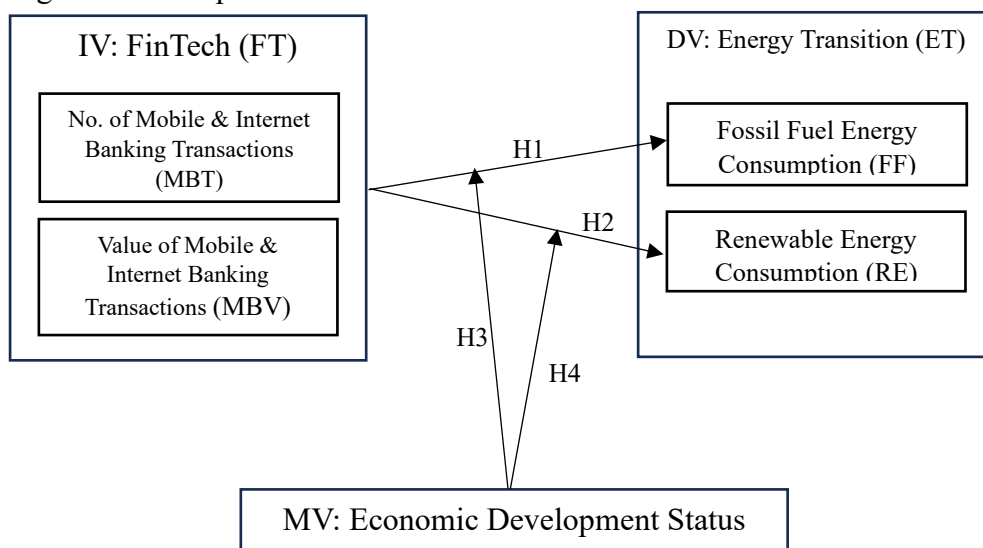 IV: FinTech (FT)
No. of Mobile & Internet
Banking Transactions
(MBT)
Value of Mobile &
Internet Banking
Transactions (MBV)
H1
H2
H3
H4
DV: Energy Transition (ET)
Fossil Fuel Energy
Consumption (FF)
Renewable Energy
Consumption (RE)
MV: Economic Development Status